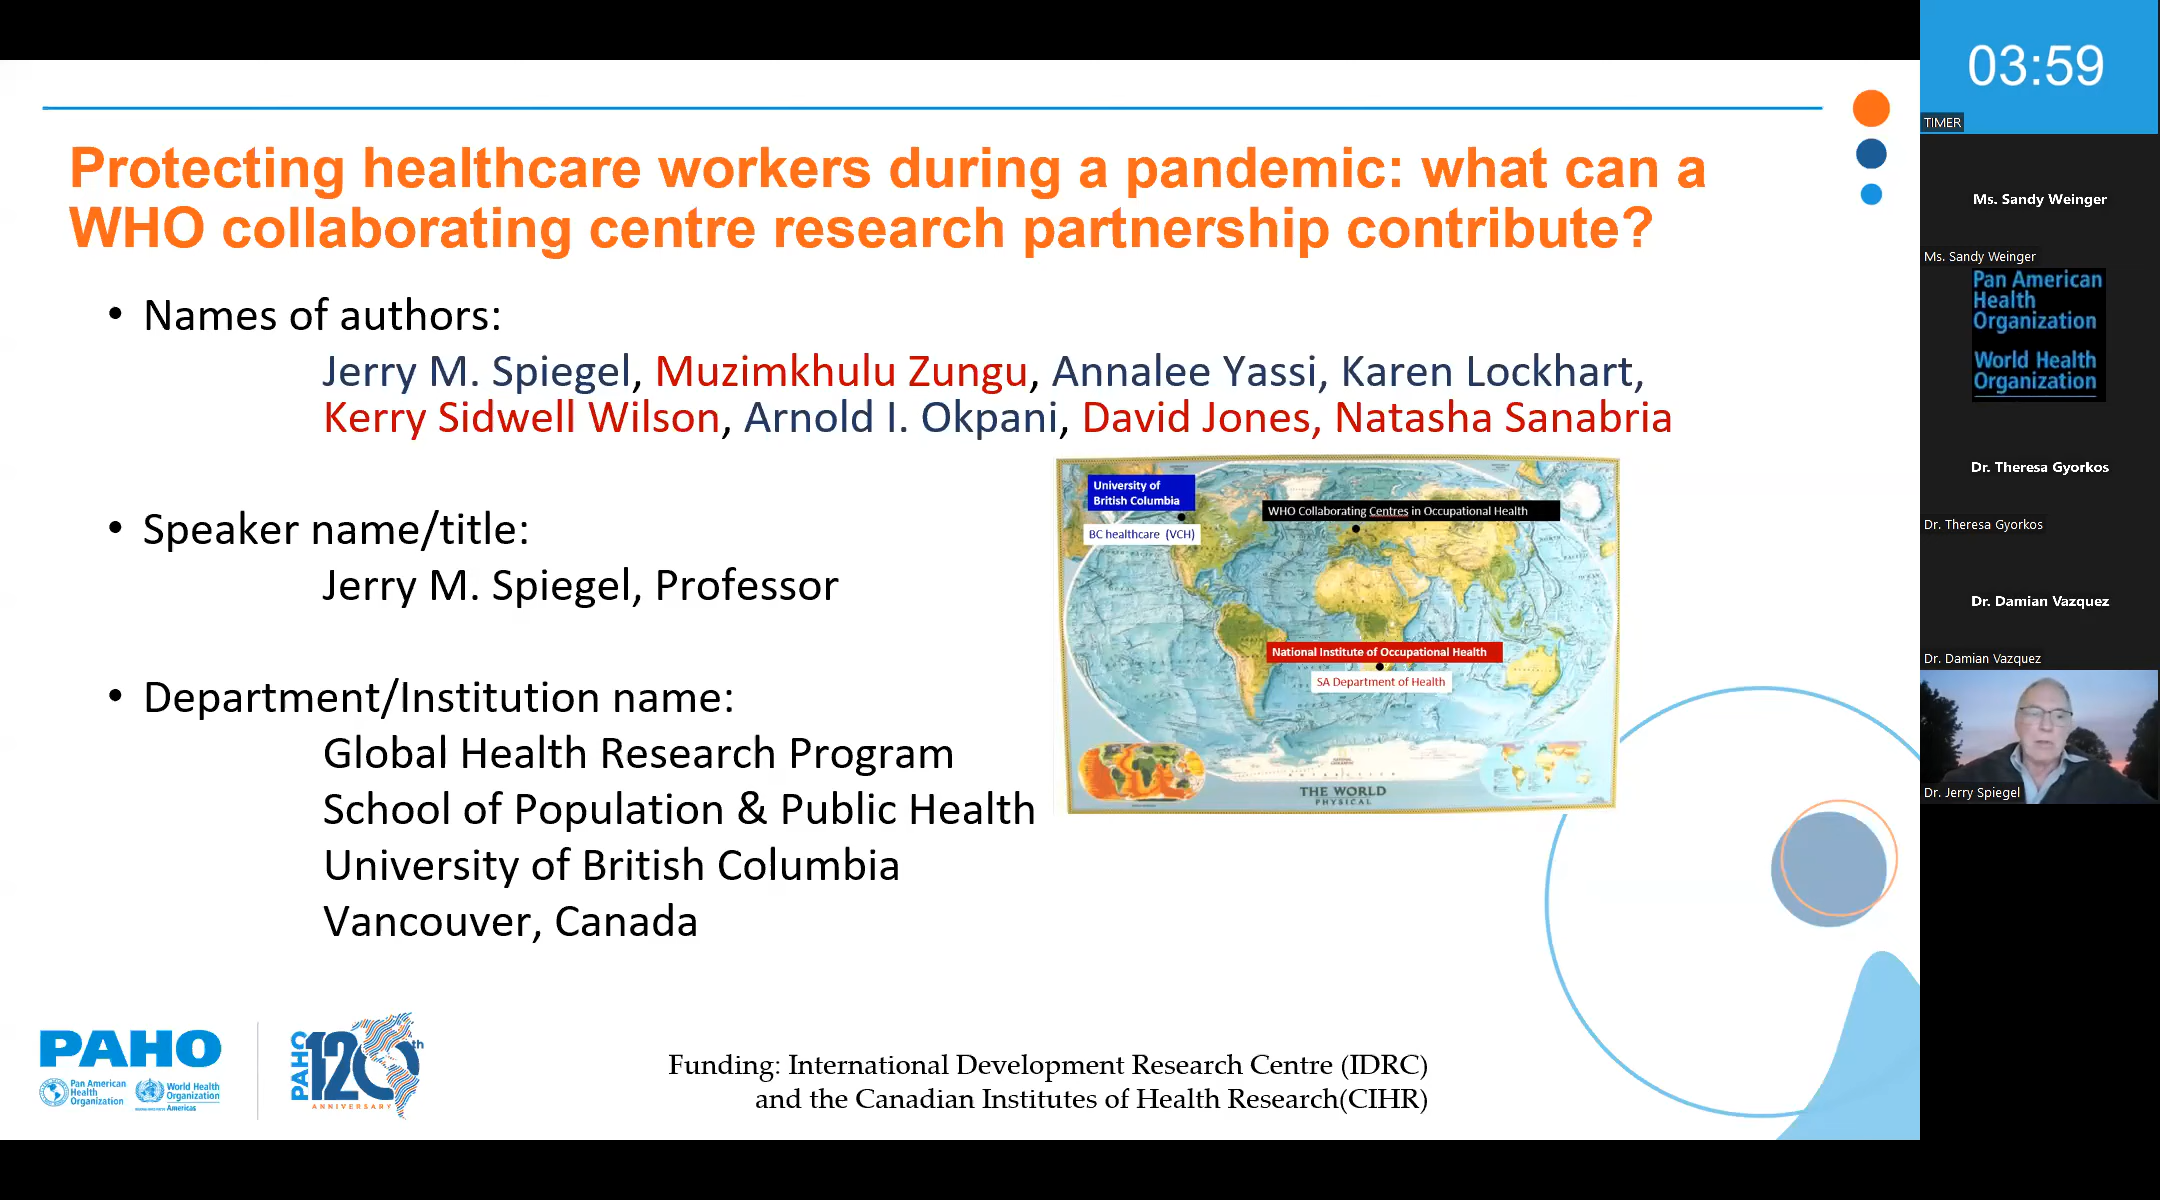 Protecting healthcare workers during a pandemic: what can a
WHO collaborating centre research partnership contribute?
• Names of authors:
Jerry M. Spiegel, Muzimkhulu Zungu, Annalee Yassi, Karen Lockhart,
Kerry Sidwell Wilson, Arnold I. Okpani, David Jones, Natasha Sanabria
• Speaker name/title:
Jerry M. Spiegel, Professor
• Department/Institution name:
Global Health Research Program
School of Population & Public Health
University of British Columbia
Vancouver, Canada
University of
British Columbia
BC healthcare (VCH)
WHO Collaborating Centres in Occupational Health
National Institute of Occupational Health
SA Department of Health
THE WORLD
PHYSICAL
PAHO
Pan American
Health
Organization
World Health
Organization
Americas
PAHO
120th
ANNIVERSARY
Funding: International Development Research Centre (IDRC)
and the Canadian Institutes of Health Research(CIHR)
03:59
TIMER
Ms. Sandy Weinger
Ms. Sandy Weinger
Pan American
Health
Organization
World Health
Organization
Dr. Theresa Gyorkos
Dr. Theresa Gyorkos
Dr. Damian Vazquez
Dr. Damian Vazquez
Dr. Jerry Spiegel